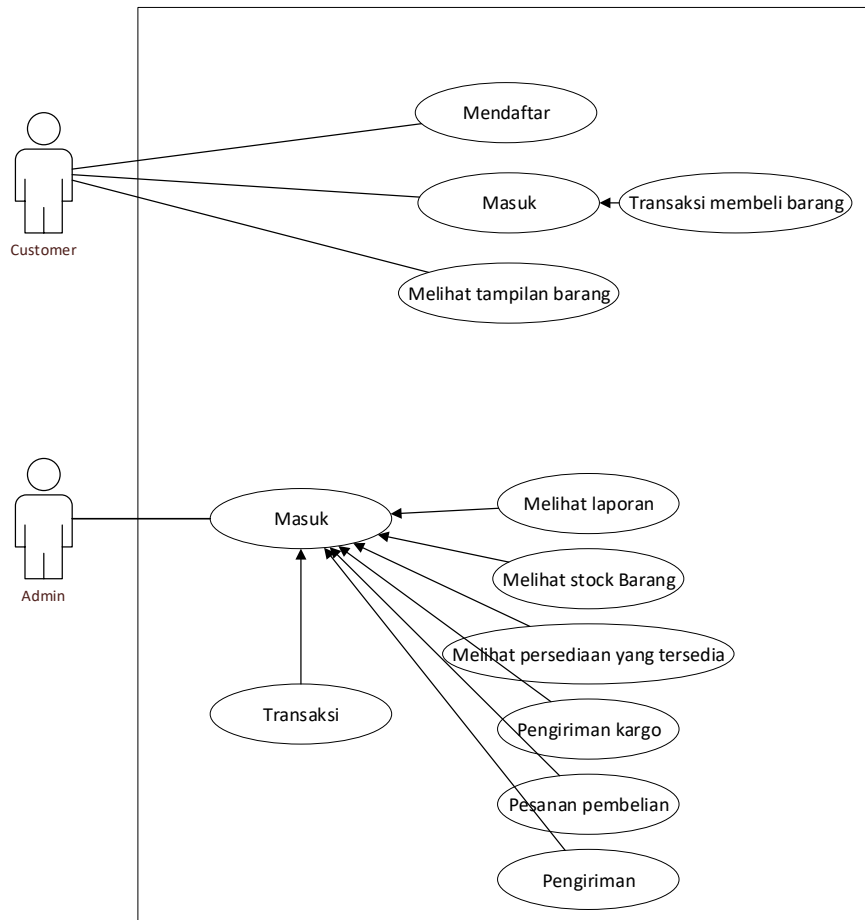 Mendaftar
Masuk
Transaksi membeli barang
Customer
Melihat tampilan barang
Melihat laporan
Masuk
Melihat stock Barang
Admin
Melihat persediaan yang tersedia
Transaksi
Pengiriman kargo
Pesanan pembelian
Pengiriman